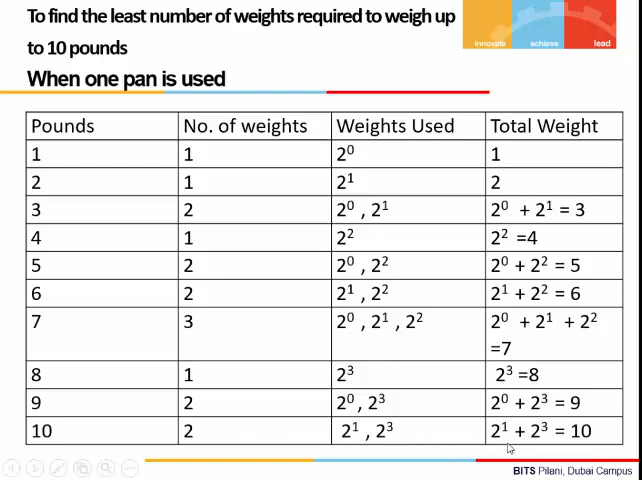 To find the least number of weights required to weigh up
to 10 pounds
innovate achieve lead
When one pan is used
Pounds No. of weights Weights Used Total Weight
1 1 2⁰ 1
2 1 2¹ 2
3 2 2⁰ , 2¹ 2⁰ + 2¹ = 3
4 1 2² 2² =4
5 2 2⁰ , 2² 2⁰ + 2² = 5
6 2 2¹ , 2² 2¹ + 2² = 6
7 3 2⁰ , 2¹ , 2² 2⁰ + 2¹ + 2²
=7
8 1 2³ 2³ =8
9 2 2⁰ , 2³ 2⁰ + 2³ = 9
10 2 2¹ , 2³ 2¹ + 2³ = 10
BITS Pilani, Dubai Campus